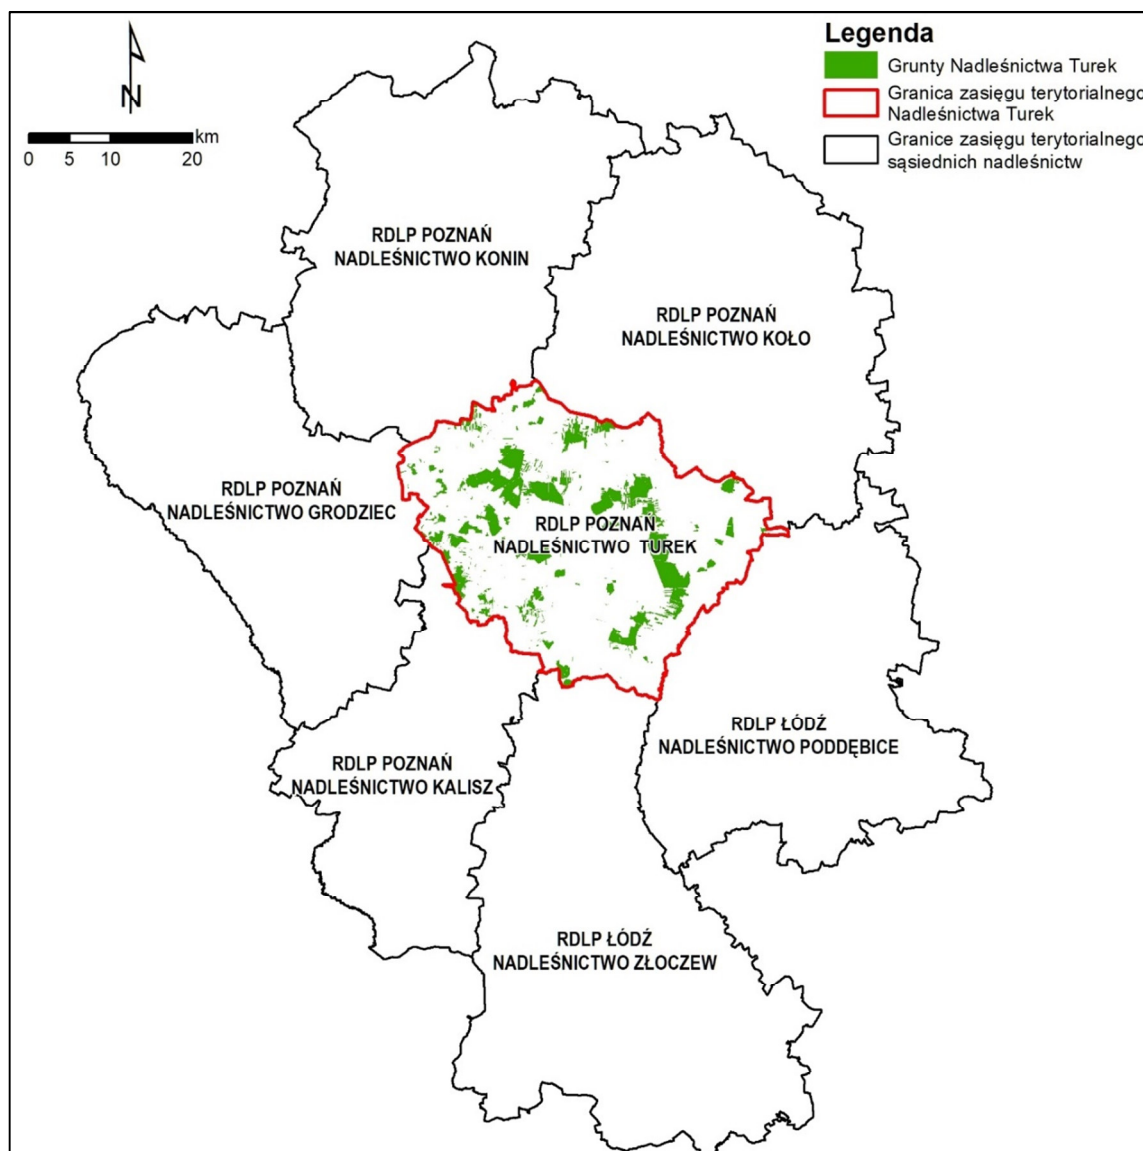 Legenda
Grunty Nadleśnictwa Turek
Granica zasięgu terytorialnego
Nadleśnictwa Turek
Granice zasięgu terytorialnego
sąsiednich nadleśnictw
N
km
0 5 10 20
RDLP POZNAŃ
NADLEŚNICTWO KONIN
RDLP POZNAŃ
NADLEŚNICTWO KOŁO
RDLP POZNAŃ
NADLEŚNICTWO GRODZIEC
RDLP POZNAŃ
NADLEŚNICTWO TUREK
RDLP ŁÓDŹ
NADLEŚNICTWO PODDĘBICE
RDLP POZNAŃ
NADLEŚNICTWO KALISZ
RDLP ŁÓDŹ
NADLEŚNICTWO ZŁOCZEW